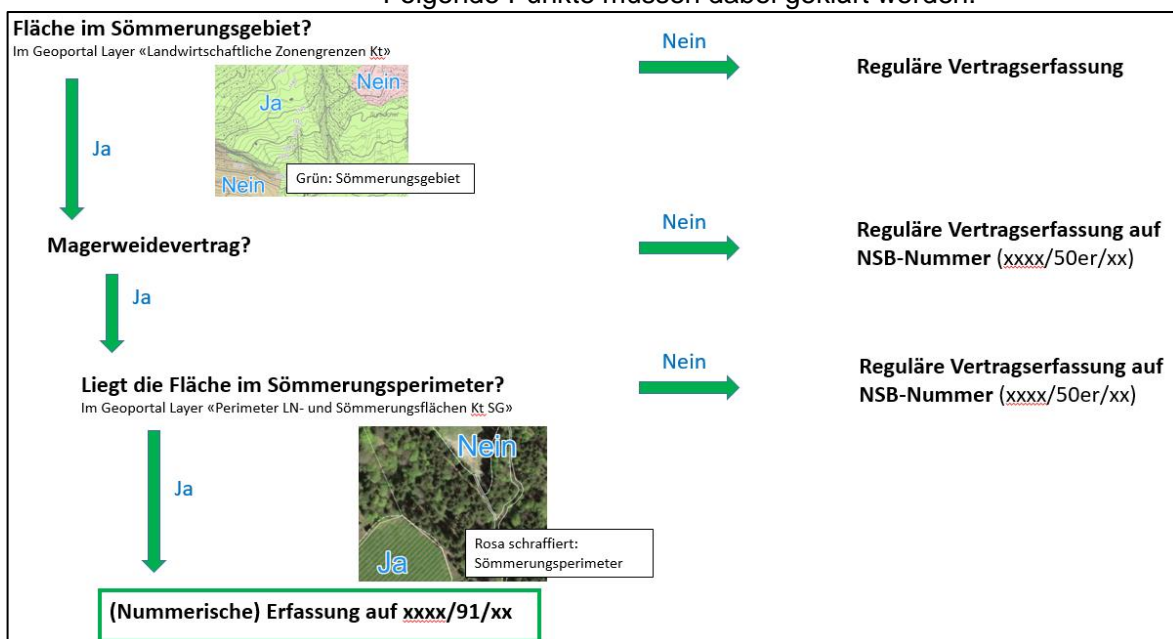 Folgende Punkte müssen dabei geklärt werden:
Fläche im Sömmerungsgebiet?
Im Geoportal Layer «Landwirtschaftliche Zonengrenzen Kt»
Nein
Reguläre Vertragserfassung
Ja
Nein
Ja
Nein
Grün: Sömmerungsgebiet
Magerweidevertrag?
Nein
Reguläre Vertragserfassung auf
NSB-Nummer (xxxx/50er/xx)
Ja
Liegt die Fläche im Sömmerungsperimeter?
Im Geoportal Layer «Perimeter LN- und Sömmerungsflächen Kt SG»
Nein
Reguläre Vertragserfassung auf
NSB-Nummer (xxxx/50er/xx)
Ja
Nein
Ja
Rosa schraffiert:
Sömmerungsperimeter
(Nummerische) Erfassung auf xxxx/91/xx